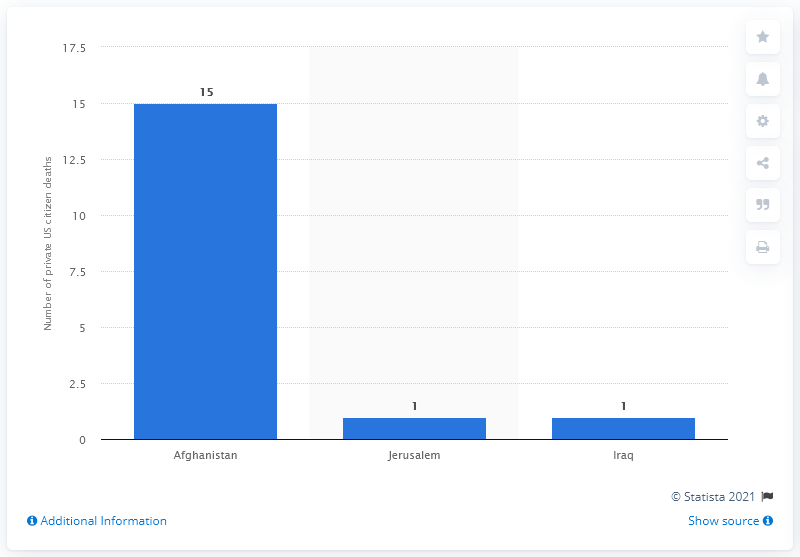 17.5
15
12.5
10
7.5
5
2.5
0
Number of private US citizen deaths
15
1
1
Afghanistan
Jerusalem
Iraq
© Statista 2021
Additional Information
Show source